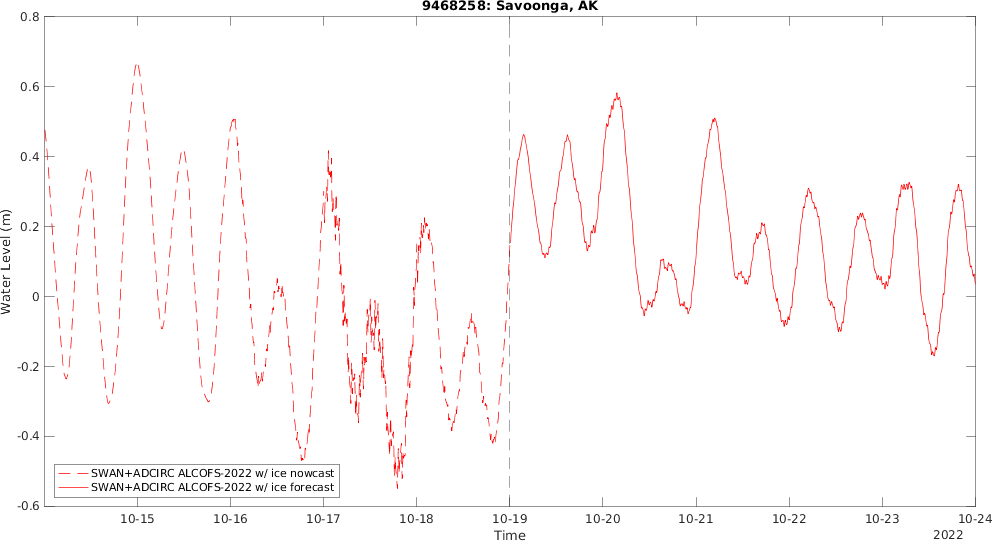 9468258: Savoonga, AK
Water Level (m)
0.8
0.6
0.4
0.2
0
-0.2
-0.4
-0.6
SWAN+ADCIRC ALCOFS-2022 w/ ice nowcast
SWAN+ADCIRC ALCOFS-2022 w/ ice forecast
10-15 10-16 10-17 10-18 10-19 10-20 10-21 10-22 10-23 10-24
Time
2022